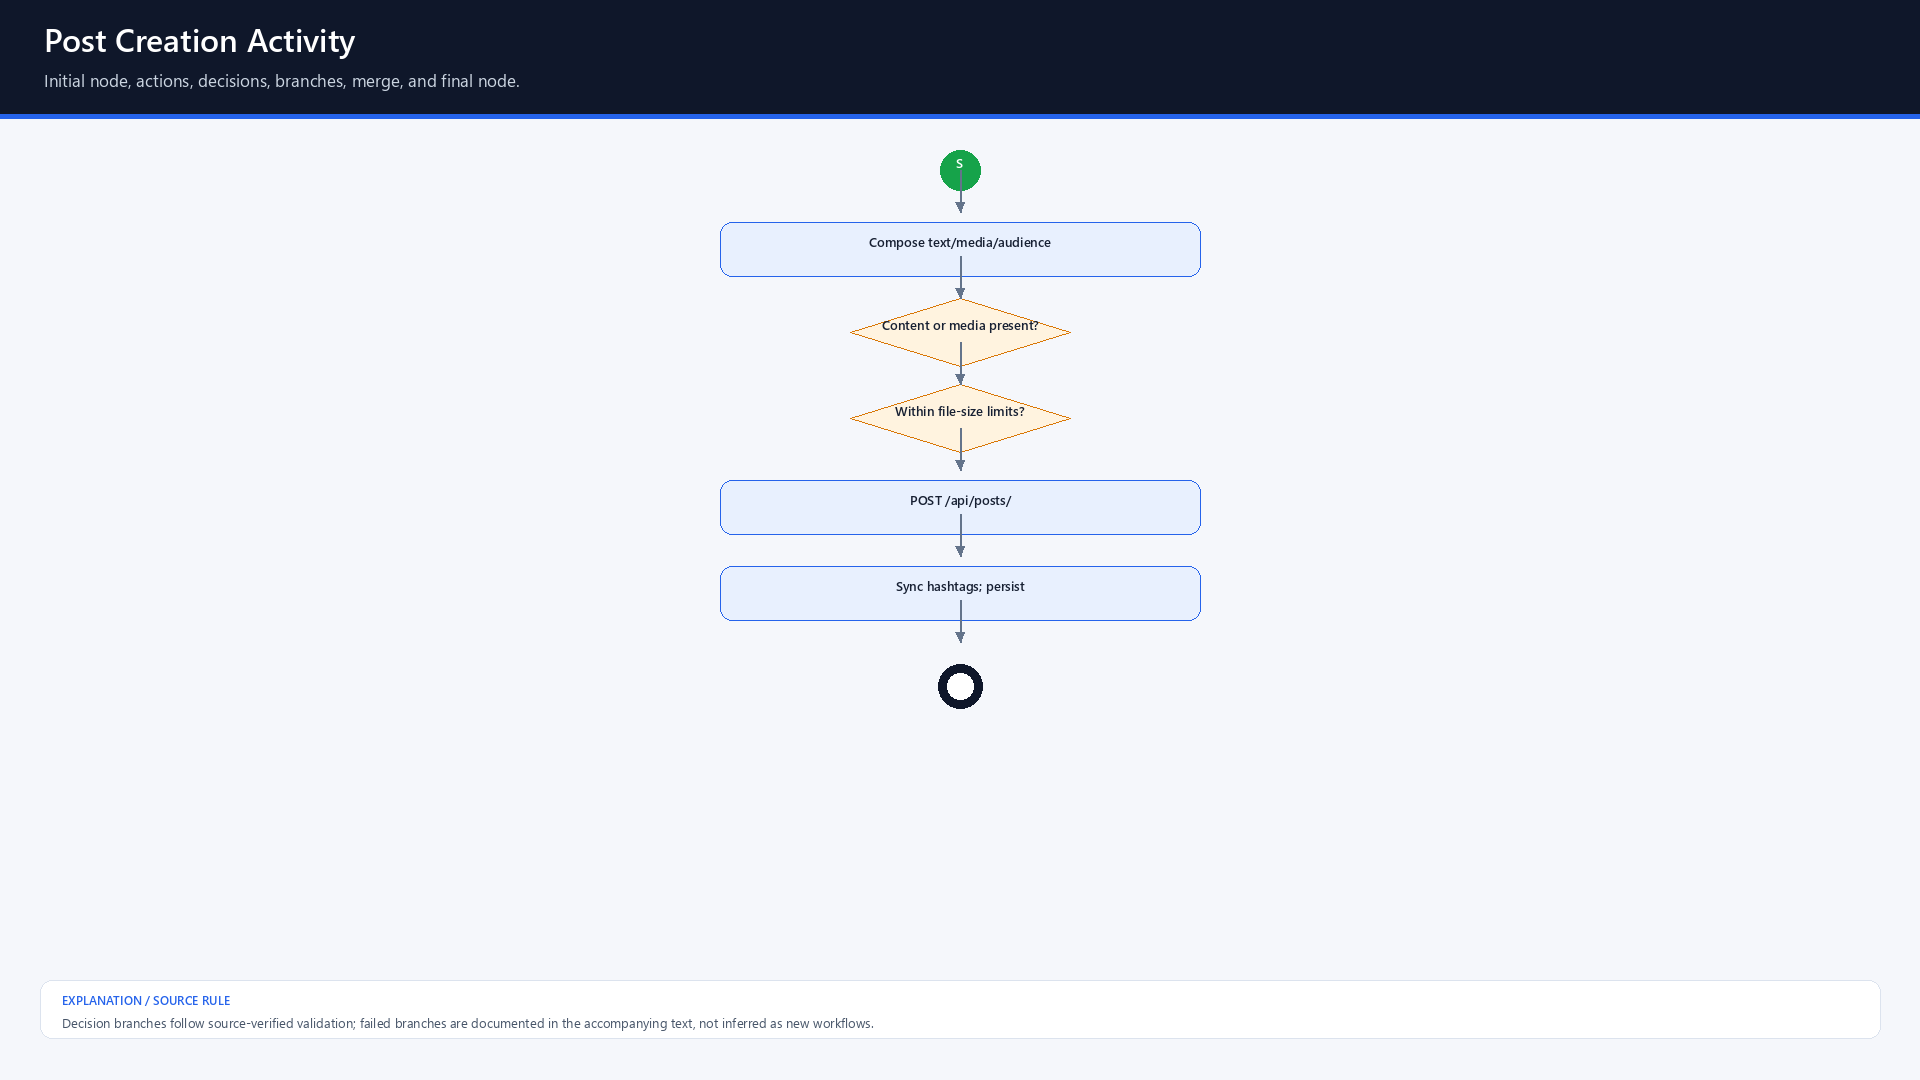 Post Creation Activity
Initial node, actions, decisions, branches, merge, and final node.
S
Compose text/media/audience
Content or media present?
Within file-size limits?
POST /api/posts/
Sync hashtags; persist
EXPLANATION / SOURCE RULE
Decision branches follow source-verified validation; failed branches are documented in the accompanying text, not inferred as new workflows.